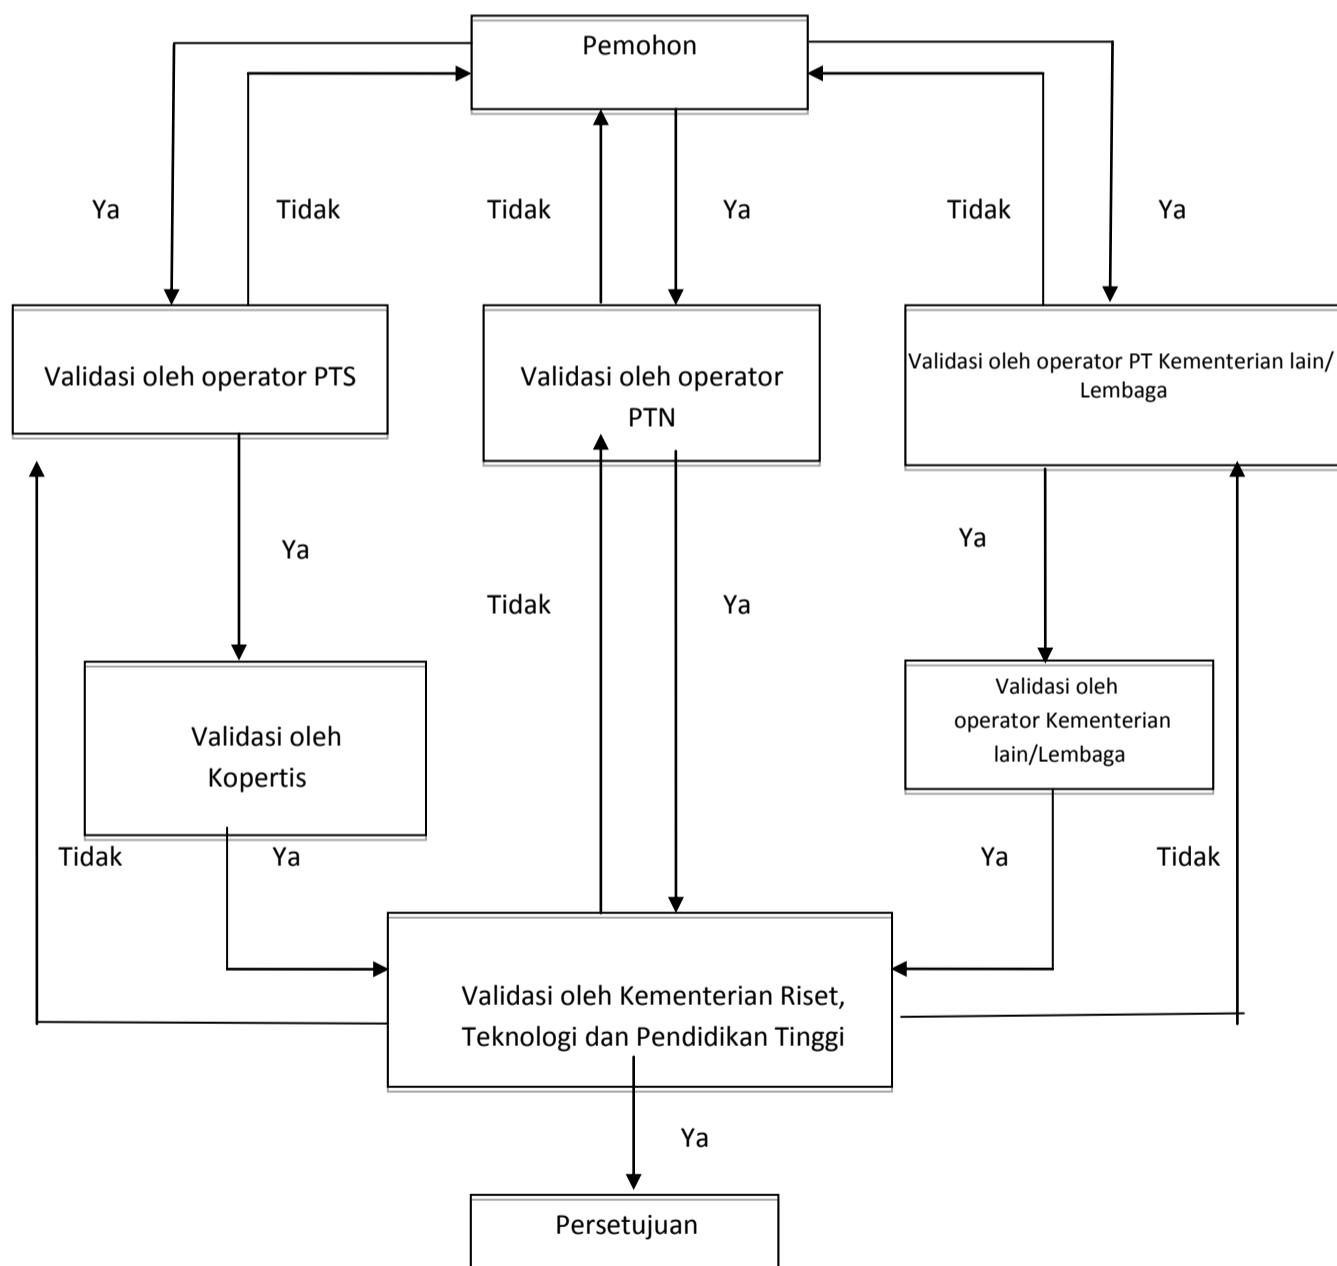 Pemohon
Ya
Tidak
Tidak
Ya
Tidak
Ya
Validasi oleh operator PTS
Validasi oleh operator
PTN
Validasi oleh operator PT Kementerian lain/
Lembaga
Ya
Tidak
Ya
Ya
Validasi oleh
Kopertis
Validasi oleh
operator Kementerian
lain/Lembaga
Tidak
Ya
Ya
Tidak
Validasi oleh Kementerian Riset,
Teknologi dan Pendidikan Tinggi
Ya
Persetujuan